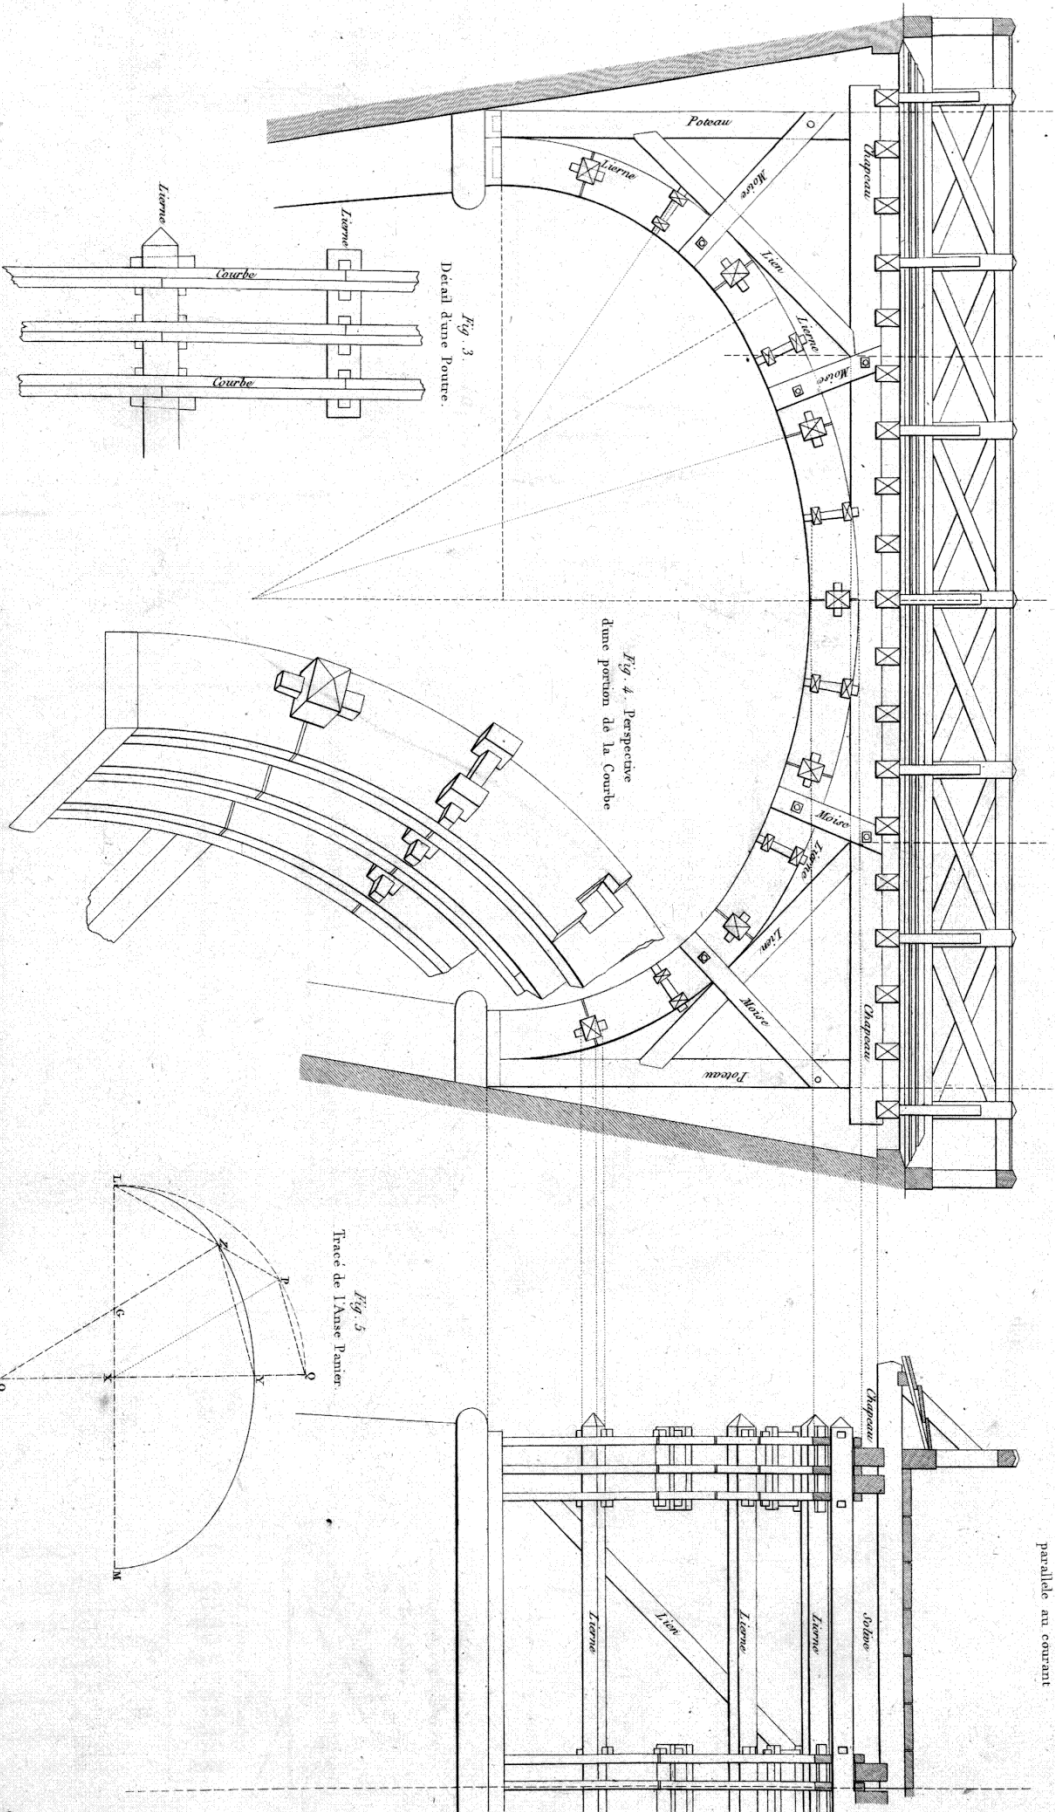 Poteau
Chapeau
Moise
Lierne
Lien
Lierne
Moise
Moise
Lierne
Lien
Moise
Chapeau
Poteau
Lierne
Lierne
Courbe
Courbe
Fig. 3.
Détail d'une Poutre.
Fig. 4. Perspective
d'une portion de la Courbe
Fig. 5
Tracé de l'Anse Panier.
L
Z
P
G
X
Y
Q
O
M
parallele au courant
Chapeau
Solive
Lierne
Lierne
Lien
Lierne